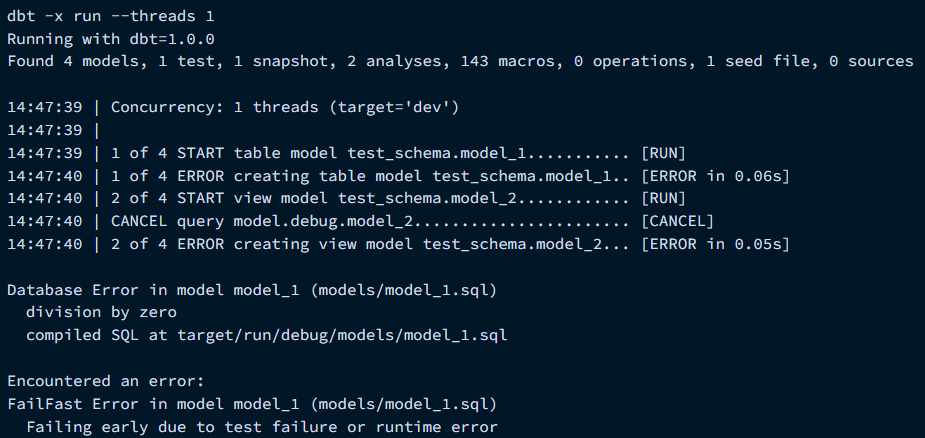 dbt -x run --threads 1
Running with dbt=1.0.0
Found 4 models, 1 test, 1 snapshot, 2 analyses, 143 macros, 0 operations, 1 seed file, 0 sources
14:47:39 | Concurrency: 1 threads (target='dev')
14:47:39 |
14:47:39 | 1 of 4 START table model test_schema.model_1........... [RUN]
14:47:40 | 1 of 4 ERROR creating table model test_schema.model_1.. [ERROR in 0.06s]
14:47:40 | 2 of 4 START view model test_schema.model_2............ [RUN]
14:47:40 | CANCEL query model.debug.model_2....................... [CANCEL]
14:47:40 | 2 of 4 ERROR creating view model test_schema.model_2... [ERROR in 0.05s]
Database Error in model model_1 (models/model_1.sql)
  division by zero
  compiled SQL at target/run/debug/models/model_1.sql
Encountered an error:
FailFast Error in model model_1 (models/model_1.sql)
  Failing early due to test failure or runtime error